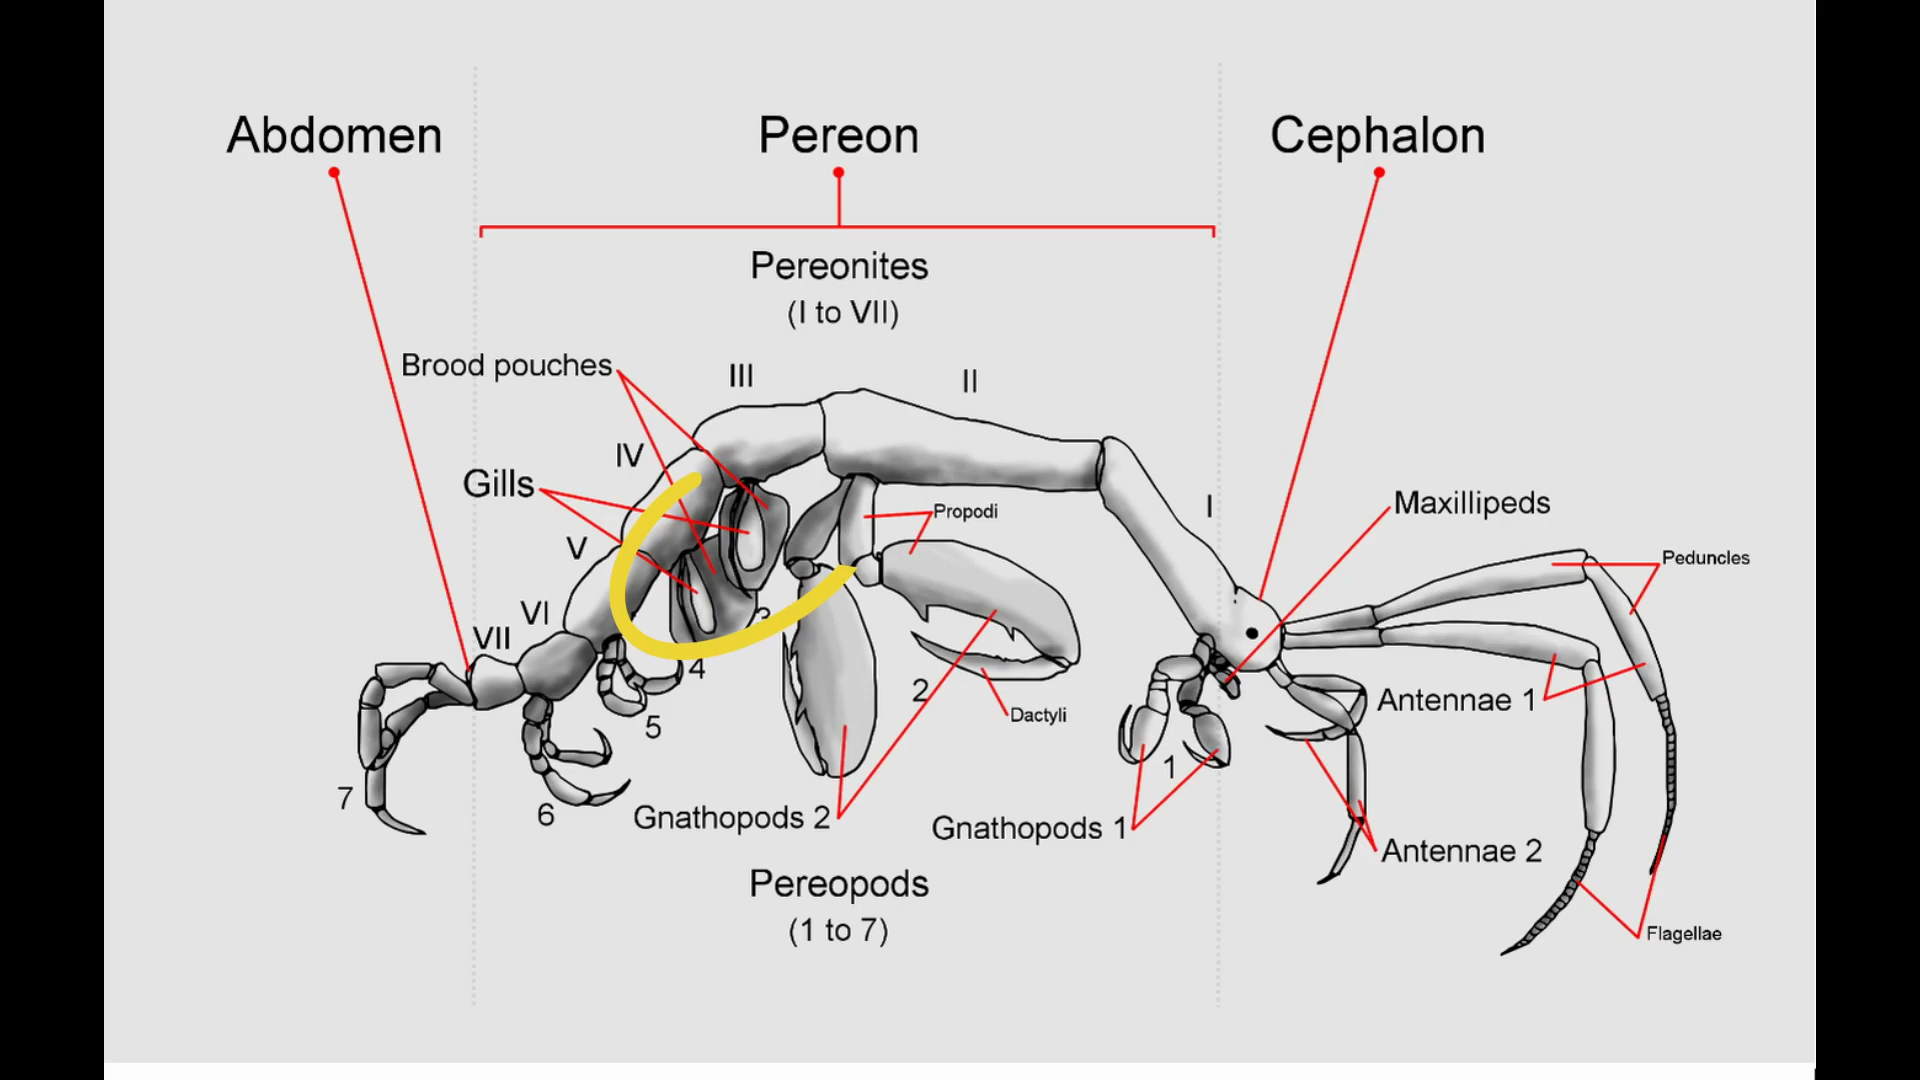 Abdomen
Pereon
Cephalon
Pereonites
(I to VII)
Brood pouches
III
II
IV
Gills
I
Maxillipeds
Propodi
V
Peduncles
VI
3
VII
4
2
Antennae 1
Dactyli
5
1
7
6
Gnathopods 2
Gnathopods 1
Antennae 2
Pereopods
(1 to 7)
Flagellae